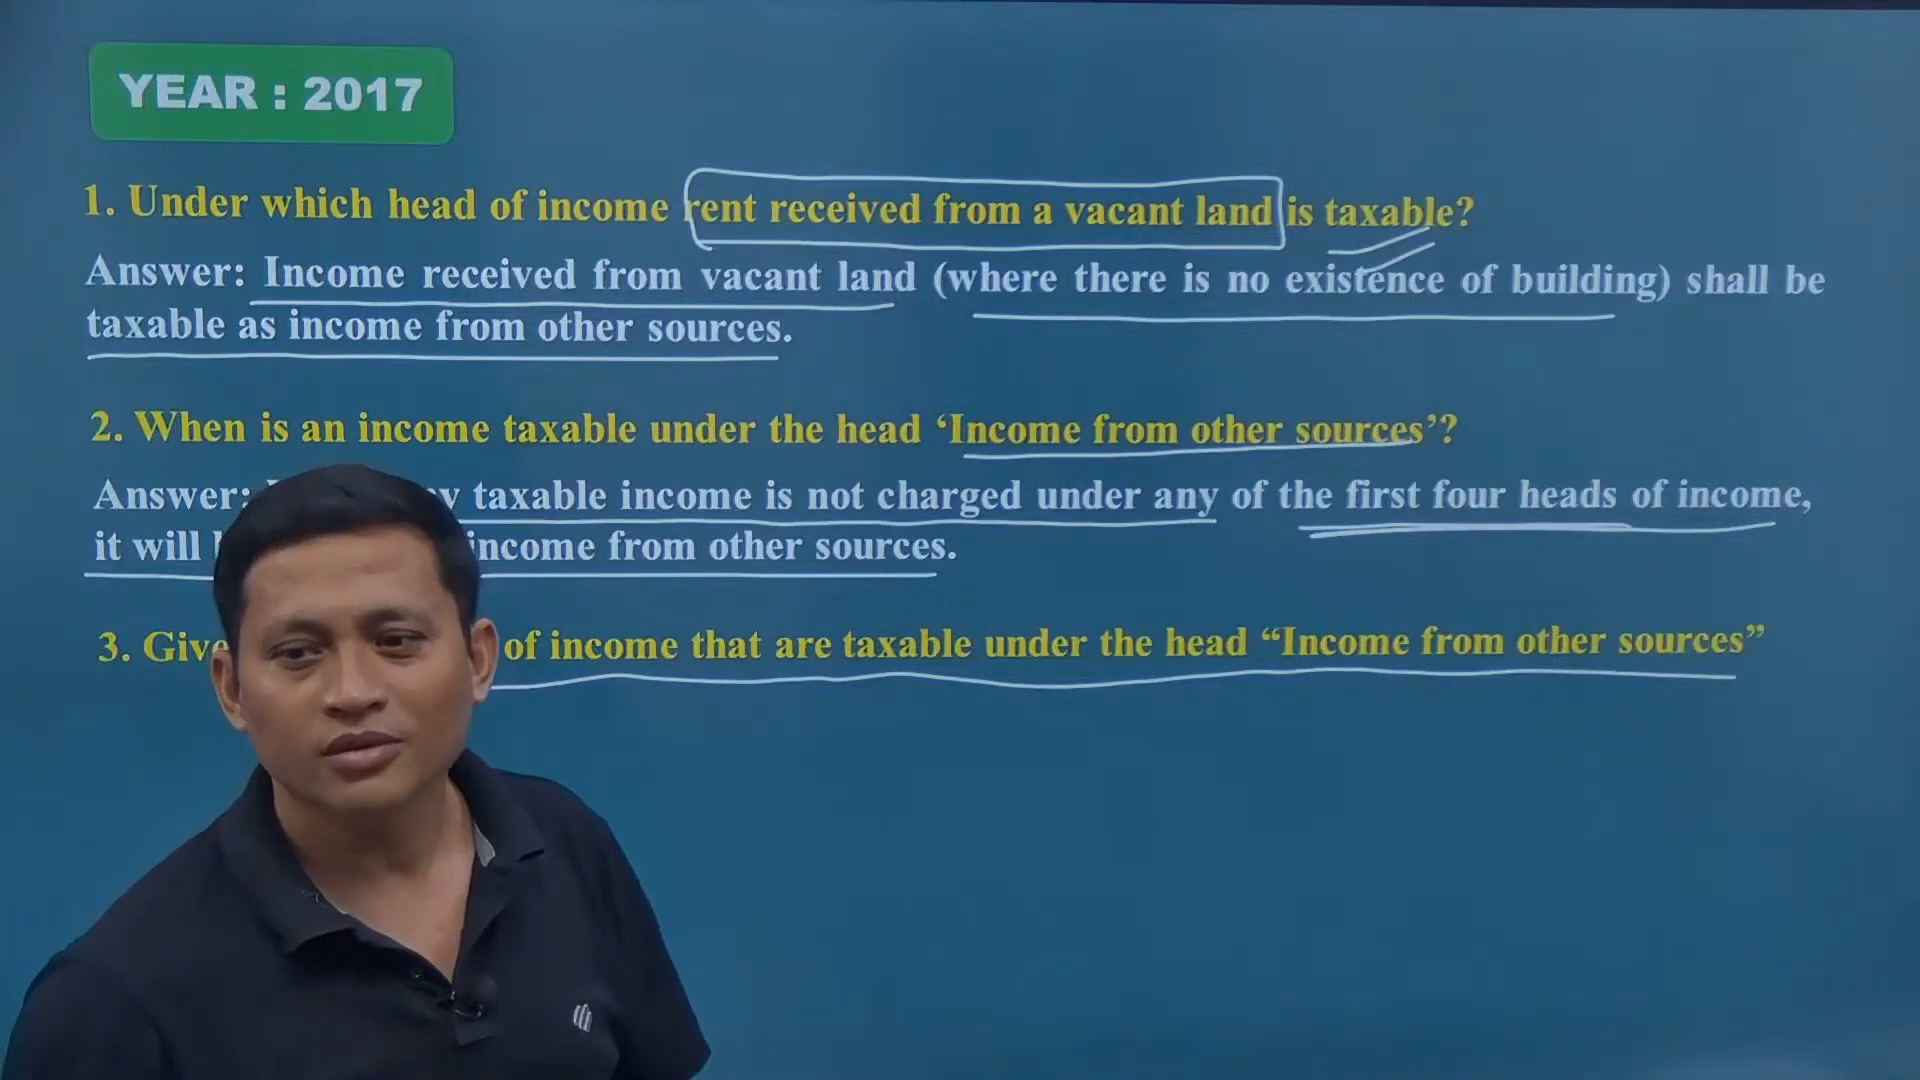 YEAR : 2017
1. Under which head of income rent received from a vacant land is taxable?
Answer: Income received from vacant land (where there is no existence of building) shall be
taxable as income from other sources.
2. When is an income taxable under the head ‘Income from other sources’?
Answer: taxable income is not charged under any of the first four heads of income,
it will income from other sources.
3. Give of income that are taxable under the head “Income from other sources”